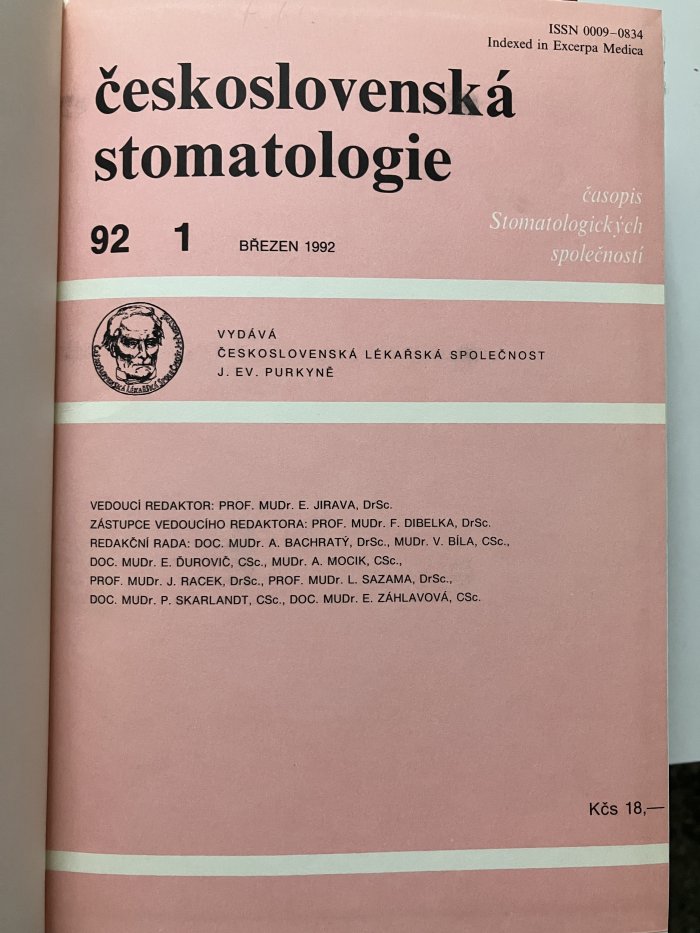 ISSN 0009–0834
Indexed in Excerpa Medica
československá
stomatologie
časopis
Stomatologických
společností
92 1 BŘEZEN 1992
VYDÁVÁ
ČESKOSLOVENSKÁ LÉKAŘSKÁ SPOLEČNOST
J. EV. PURKYNĚ
VEDOUCÍ REDAKTOR: PROF. MUDr. E. JIRAVA, DrSc.
ZÁSTUPCE VEDOUCÍHO REDAKTORA: PROF. MUDr. F. DIBELKA, DrSc.
REDAKČNÍ RADA: DOC. MUDr. A. BACHRATÝ, DrSc., MUDr. V. BÍLA, CSc.,
DOC. MUDr. E. ĎUROVIČ, CSc., MUDr. A. MOCIK, CSc.,
PROF. MUDr. J. RACEK, DrSc., PROF. MUDr. L. SAZAMA, DrSc.,
DOC. MUDr. P. SKARLANDT, CSc., DOC. MUDr. E. ZÁHLAVOVÁ, CSc.
Kčs 18,—